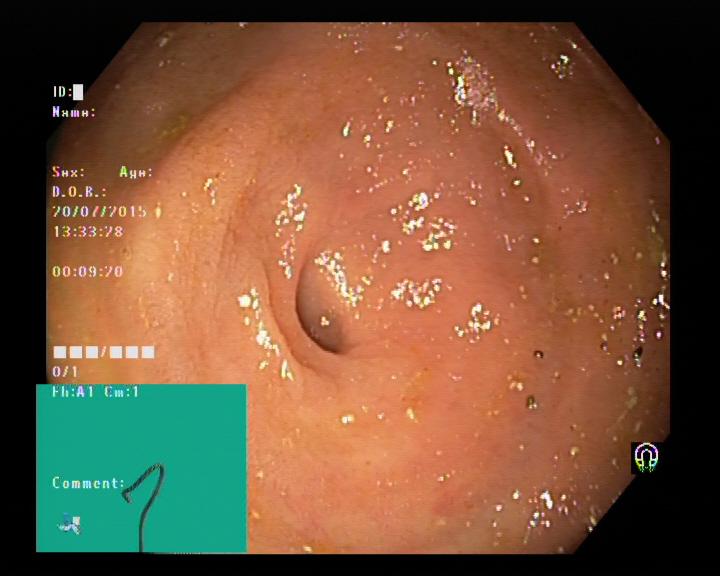 ID:
Name:
Sex: Age:
D.O.B.:
20/07/2015
13:33:28
00:09:20
0/1
Ph:A1 Cm:1
Comment: